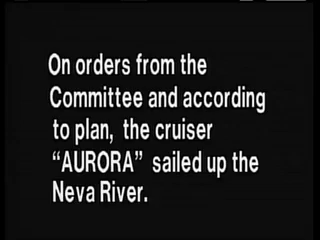 On orders from the
Committee and according
to plan, the cruiser
“AURORA” sailed up the
Neva River.